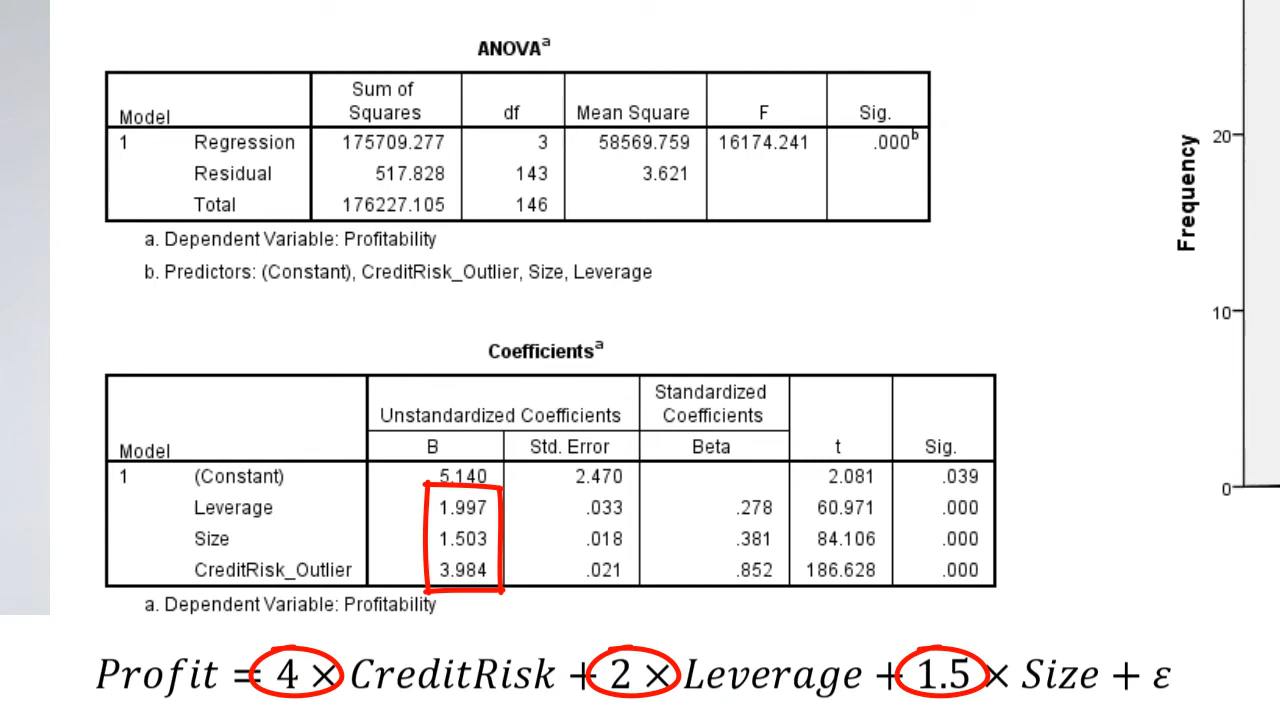 ANOVAa
Model Sum of Squares df Mean Square F Sig.
1 Regression 175709.277 3 58569.759 16174.241 .000b
Residual 517.828 143 3.621
Total 176227.105 146
a. Dependent Variable: Profitability
b. Predictors: (Constant), CreditRisk_Outlier, Size, Leverage
Coefficientsa
Unstandardized Coefficients Standardized Coefficients
Model B Std. Error Beta t Sig.
1 (Constant) 5.140 2.470 2.081 .039
Leverage 1.997 .033 .278 60.971 .000
Size 1.503 .018 .381 84.106 .000
CreditRisk_Outlier 3.984 .021 .852 186.628 .000
a. Dependent Variable: Profitability
Profit = 4 × CreditRisk + 2 × Leverage + 1.5 × Size + ε
Frequency
20
10
0